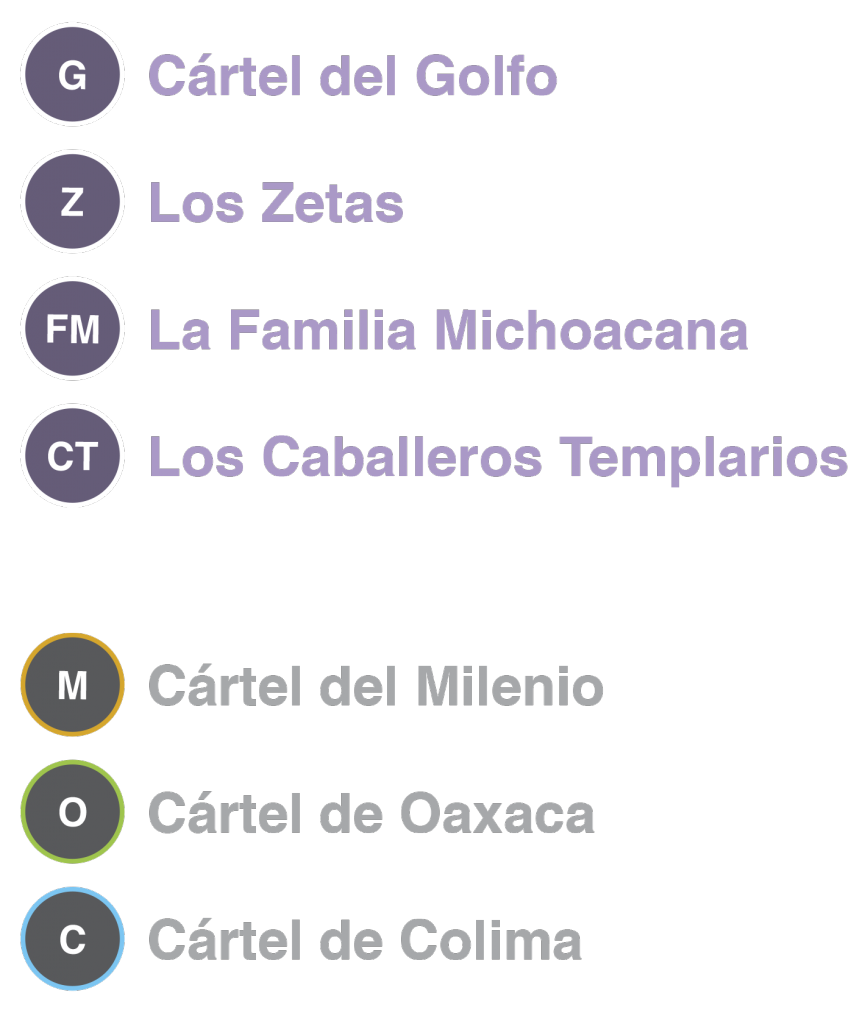 G Cártel del Golfo
Z Los Zetas
FM La Familia Michoacana
CT Los Caballeros Templarios
M Cártel del Milenio
O Cártel de Oaxaca
C Cártel de Colima